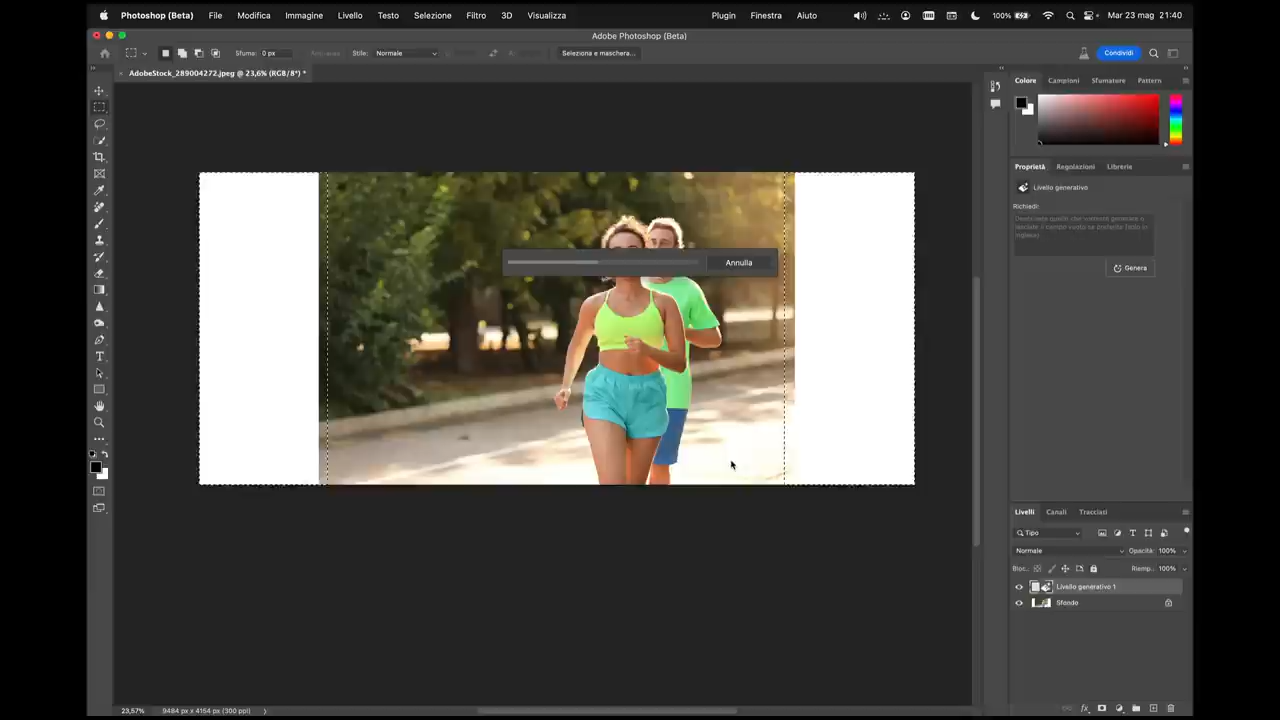 Photoshop (Beta) File Modifica Immagine Livello Testo Selezione Filtro 3D Visualizza Plugin Finestra Aiuto 100% Mar 23 mag 21:40
Adobe Photoshop (Beta)
Sfuma: 0 px Stile: Normale Seleziona e maschera... Condividi
× AdobeStock_289004272.jpeg @ 23,6% (RGB/8*) *
Colore Campioni Sfumature Pattern
Proprietà Regolazioni Librerie
Livello generativo
Richiedi:
Genera
Annulla
Livelli Canali Tracciati
Tipo
Normale Opacità: 100%
Bloc.. Riemp.: 100%
Livello generativo 1
Sfondo
23,57% 9484 px x 4154 px (300 ppi)